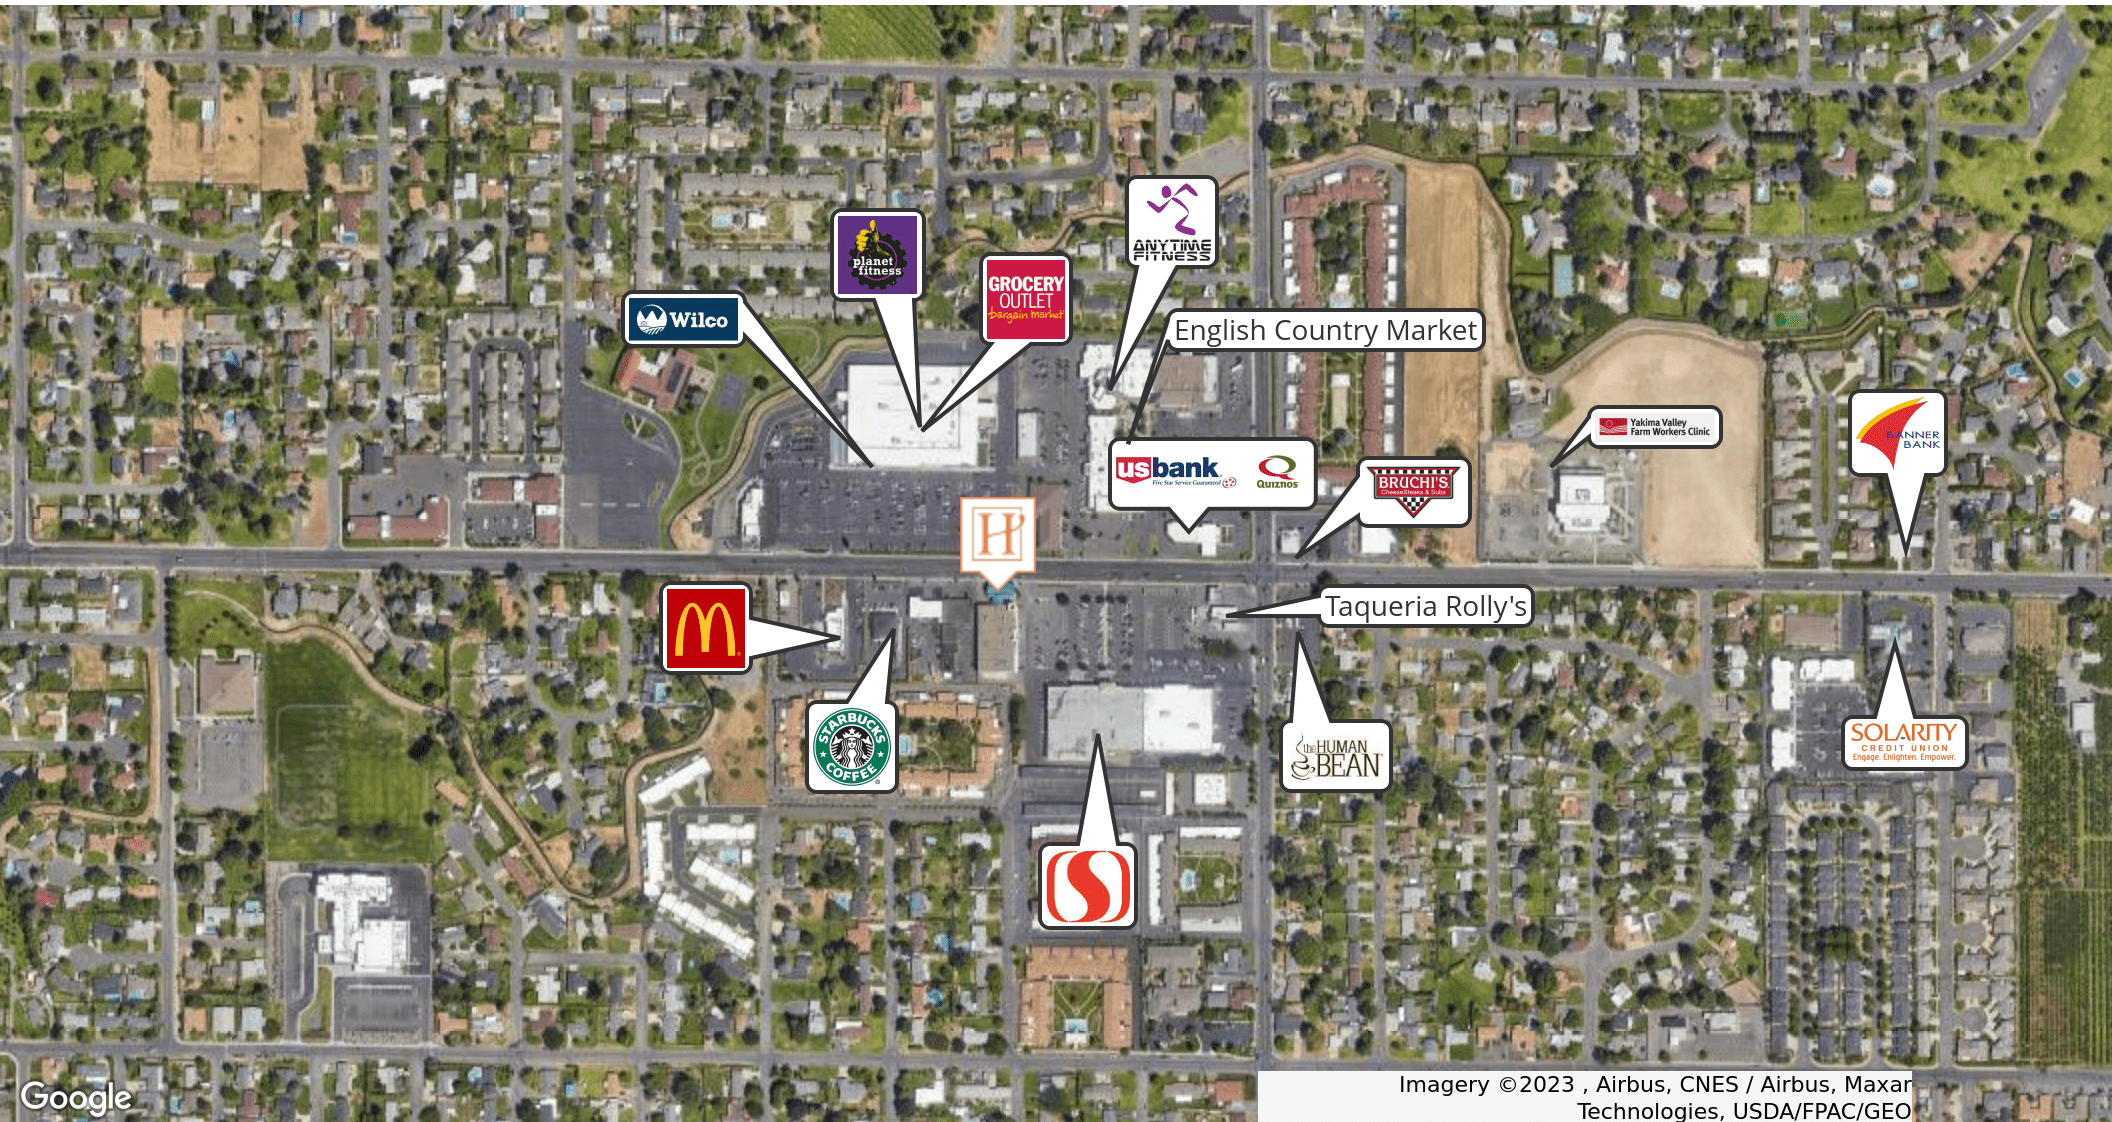 ANYTIME
FITNESS
planet
fitness
GROCERY
OUTLET
bargain market
Wilco
English Country Market
Yakima Valley
Farm Workers Clinic
BANNER
BANK
usbank
Five Star Service Guaranteed
Quiznos
BRUCHI'S
CheeseSteaks & Subs
H
Taqueria Rolly's
STARBUCKS
COFFEE
the HUMAN
BEAN
SOLARITY
CREDIT UNION
Engage. Enlighten. Empower.
Google
Imagery ©2023 , Airbus, CNES / Airbus, Maxar
Technologies, USDA/FPAC/GEO